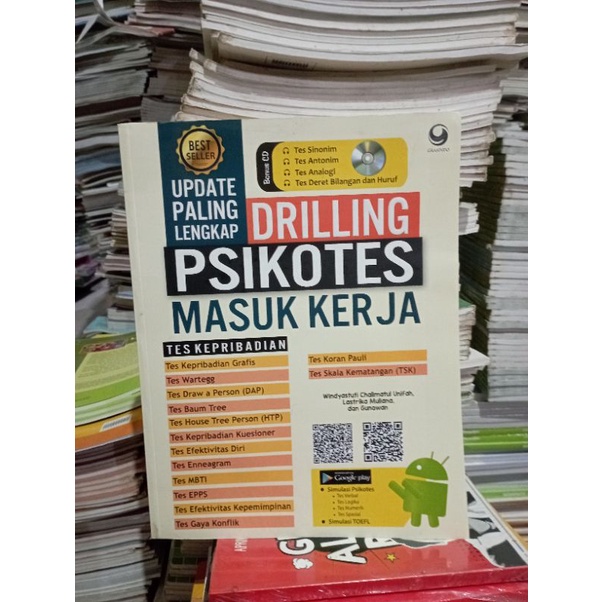 BEST
SELLER
UPDATE
PALING
LENGKAP
BONUS CD
Tes Sinonim
Tes Antonim
Tes Analogi
Tes Deret Bilangan dan Huruf
DRILLING
PSIKOTES
MASUK KERJA
TES KEPRIBADIAN
Tes Kepribadian Grafis
Tes Wartegg
Tes Draw a Person (DAP)
Tes Baum Tree
Tes House Tree Person (HTP)
Tes Kepribadian Kuesioner
Tes Efektivitas Diri
Tes Enneagram
Tes MBTI
Tes EPPS
Tes Efektivitas Kepemimpinan
Tes Gaya Konflik
Tes Koran Pauli
Tes Skala Kematangan (TSK)
Windyastuti Chalimatul Unifah,
Lastrika Muliana,
dan Gunawan
Google play
• Simulasi Psikotes
• Tes Verbal
• Tes Logika
• Tes Numerik
• Tes Spasial
• Simulasi TOEFL